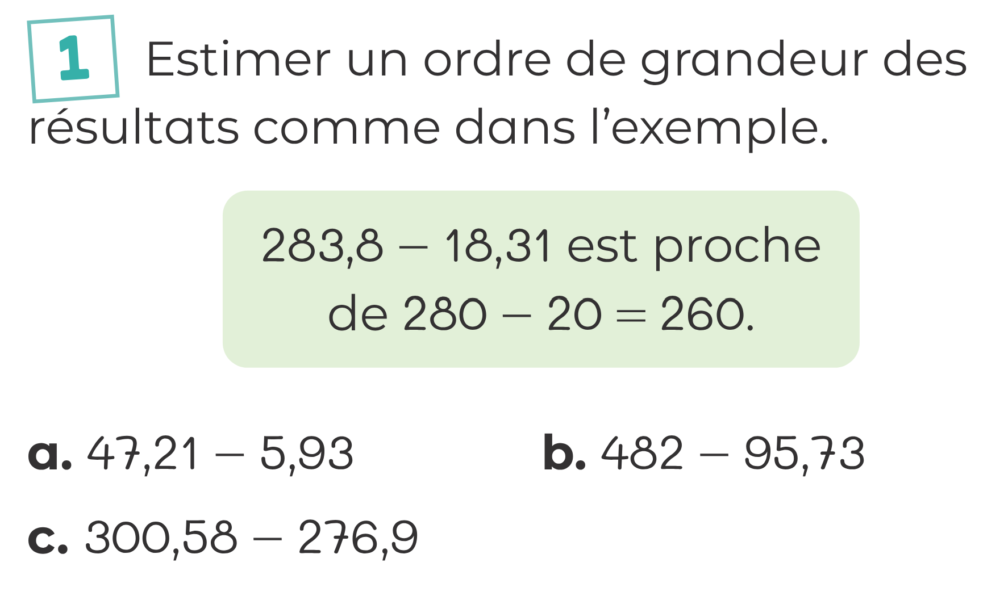 1 Estimer un ordre de grandeur des
résultats comme dans l’exemple.
283,8 – 18,31 est proche
de 280 – 20 = 260.
a. 47,21 – 5,93 b. 482 – 95,73
c. 300,58 – 276,9